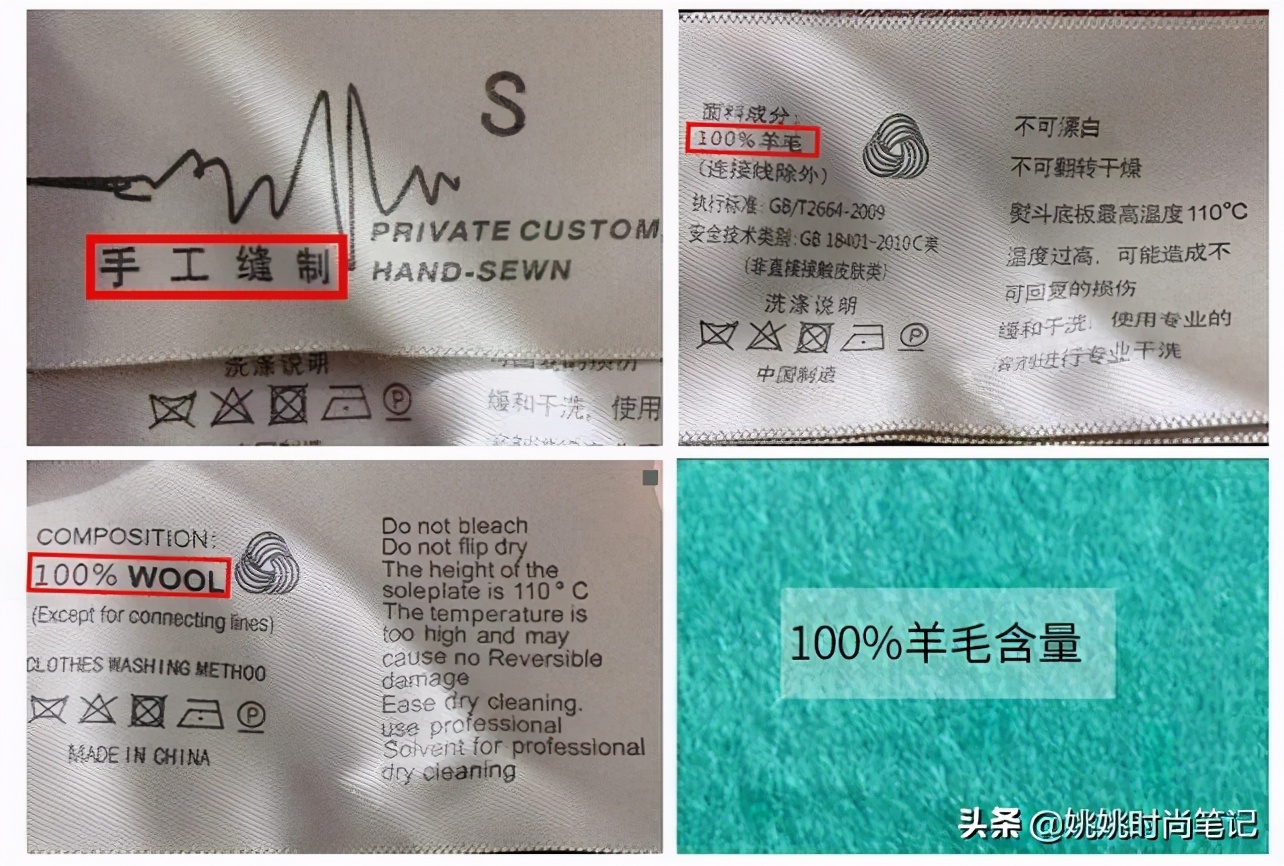 S
PRIVATE CUSTOM
手工缝制
HAND-SEWN
洗涤说明
P
缓和干洗，使用
面料成分:
100%羊毛
(连接线除外)
执行标准: GB/T2664-2009
安全技术类别: GB 18401-2010 C类
(非直接接触皮肤类)
洗涤说明
P
中国制造
不可漂白
不可翻转干燥
熨斗底板最高温度110℃
温度过高，可能造成不
可回复的损伤
缓和干洗，使用专业的
溶剂进行专业干洗
COMPOSITION:
100% WOOL
(Except for connecting lines)
CLOTHES WASHING METHOD
P
MADE IN CHINA
Do not bleach
Do not flip dry
The height of the
soleplate is 110°C
The temperature is
too high and may
cause no Reversible
damage
Ease dry cleaning.
use professional
Solvent for professional
dry cleaning
100%羊毛含量
头条 @姚姚时尚笔记